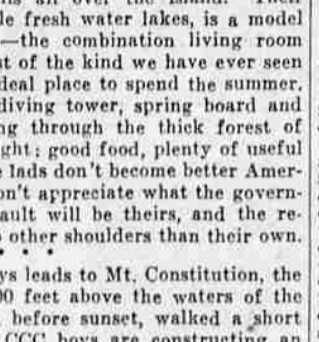 le fresh water lakes, is a model
—the combination living room
t of the kind we have ever seen
deal place to spend the summer.
diving tower, spring board and
ng through the thick forest of
ght; good food, plenty of useful
e lads don't become better Amer-
on't appreciate what the govern-
ault will be theirs, and the re-
other shoulders than their own.
• • •
ys leads to Mt. Constitution, the
00 feet above the waters of the
before sunset, walked a short
CCC boys are constructing an